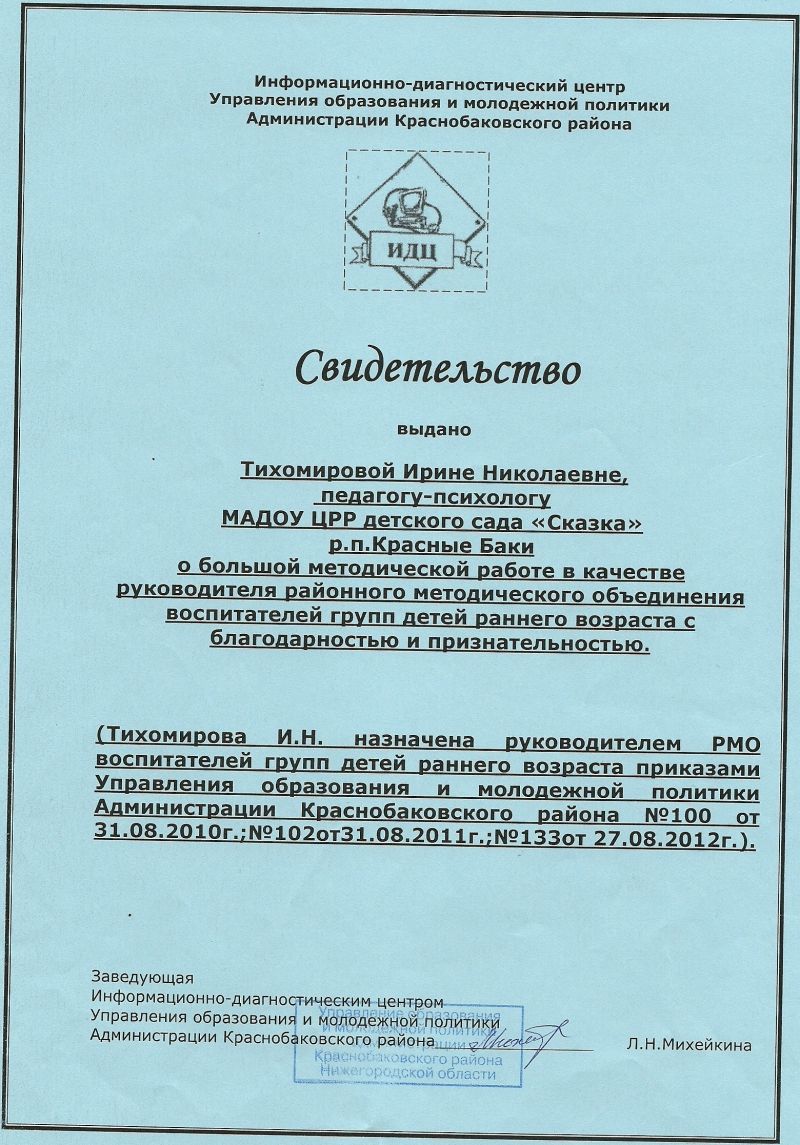 Информационно-диагностический центр
Управления образования и молодежной политики
Администрации Краснобаковского района
ИДЦ
Свидетельство
выдано
Тихомировой Ирине Николаевне,
педагогу-психологу
МАДОУ ЦРР детского сада «Сказка»
р.п.Красные Баки
о большой методической работе в качестве
руководителя районного методического объединения
воспитателей групп детей раннего возраста с
благодарностью и признательностью.
(Тихомирова И.Н. назначена руководителем РМО
воспитателей групп детей раннего возраста приказами
Управления образования и молодежной политики
Администрации Краснобаковского района №100 от
31.08.2010г.;№102от31.08.2011г.;№133от 27.08.2012г.).
Заведующая
Информационно-диагностическим центром
Управления образования и молодежной политики
Администрации Краснобаковского района
Л.Н.Михейкина
Управление образования
и молодежной политики
Краснобаковского района
Нижегородской области